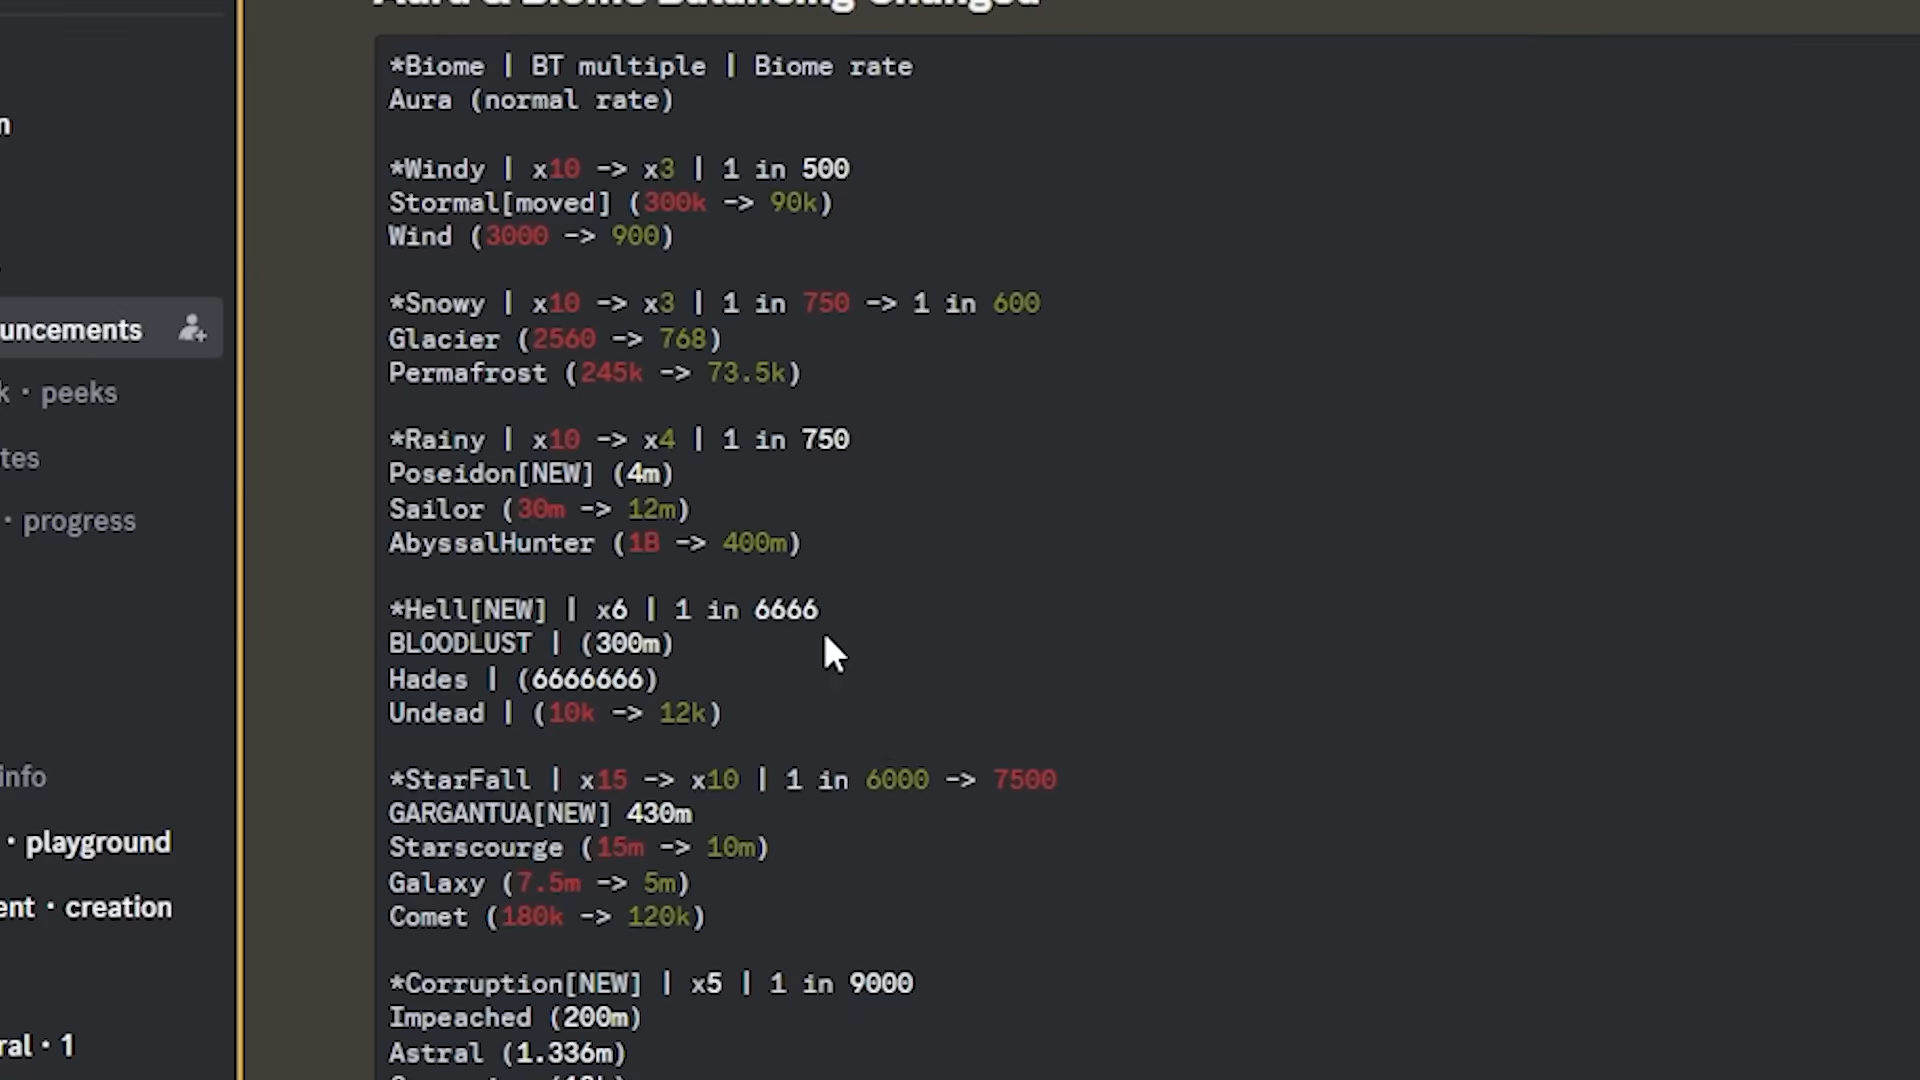 Aura & Biome Balancing Changed
*Biome | BT multiple | Biome rate
Aura (normal rate)
*Windy | x10 -> x3 | 1 in 500
Stormal[moved] (300k -> 90k)
Wind (3000 -> 900)
*Snowy | x10 -> x3 | 1 in 750 -> 1 in 600
Glacier (2560 -> 768)
Permafrost (245k -> 73.5k)
*Rainy | x10 -> x4 | 1 in 750
Poseidon[NEW] (4m)
Sailor (30m -> 12m)
AbyssalHunter (1B -> 400m)
*Hell[NEW] | x6 | 1 in 6666
BLOODLUST | (300m)
Hades | (6666666)
Undead | (10k -> 12k)
*StarFall | x15 -> x10 | 1 in 6000 -> 7500
GARGANTUA[NEW] 430m
Starscourge (15m -> 10m)
Galaxy (7.5m -> 5m)
Comet (180k -> 120k)
*Corruption[NEW] | x5 | 1 in 9000
Impeached (200m)
Astral (1.336m)
n
uncements
k · peeks
tes
· progress
info
· playground
ent · creation
ral · 1